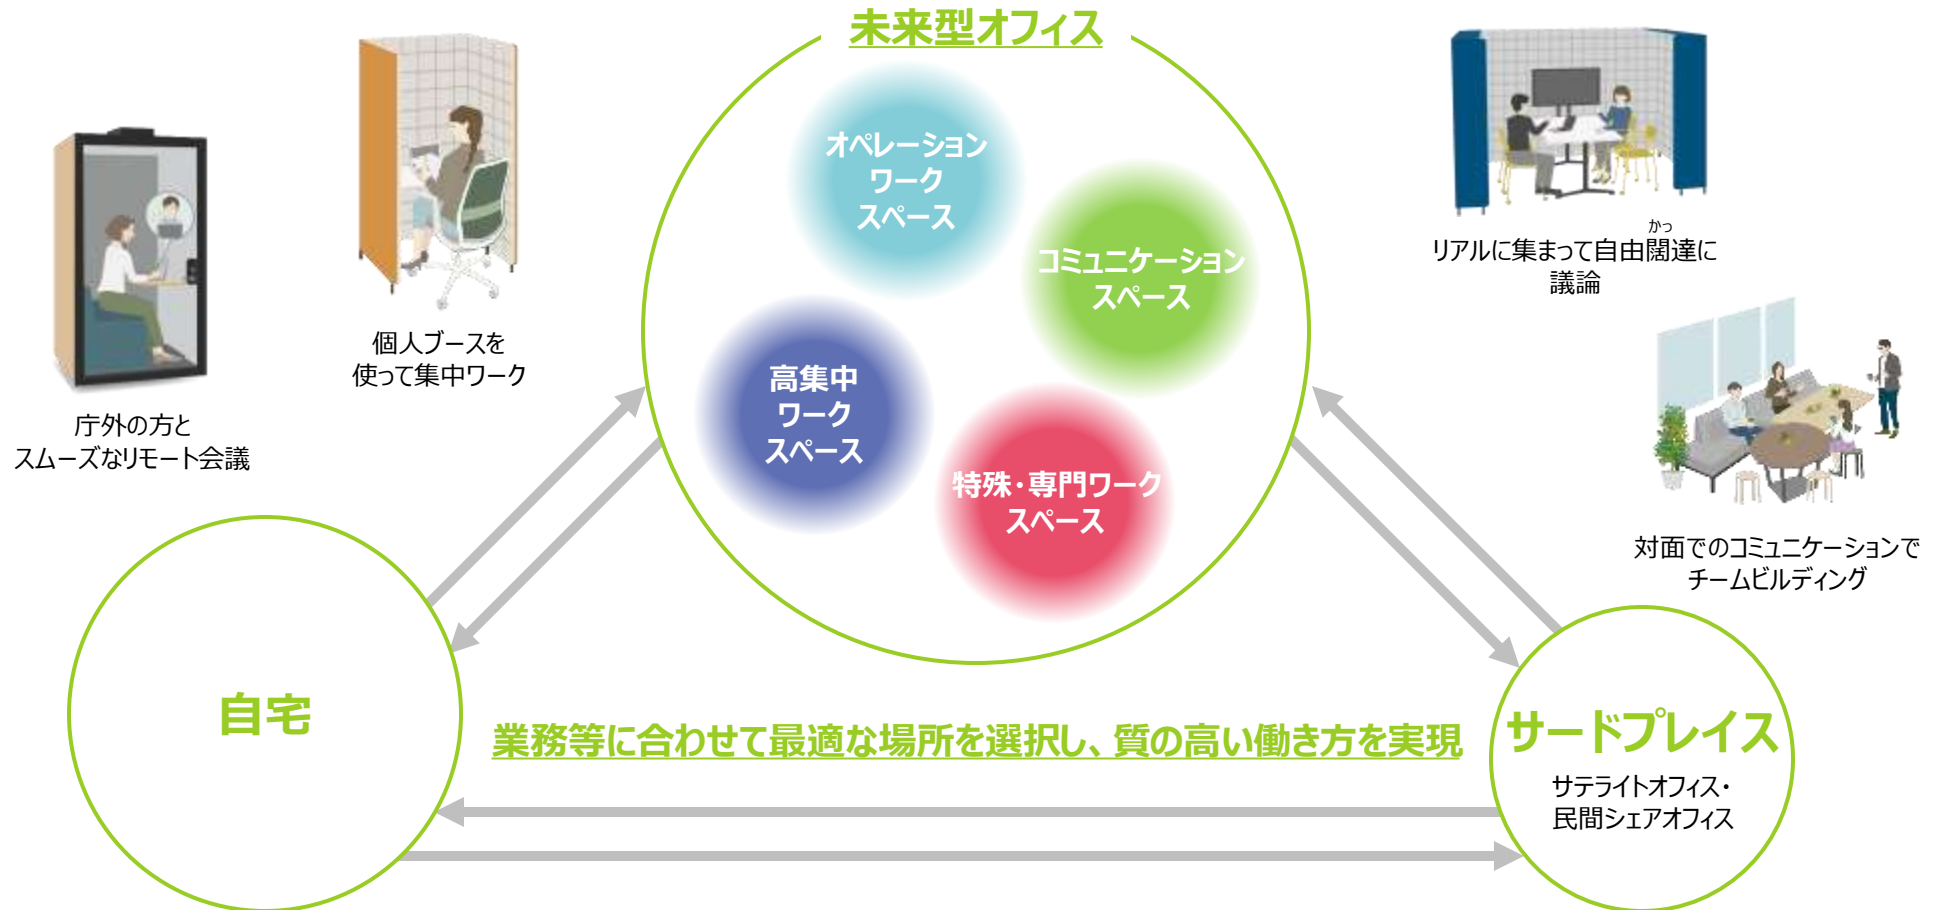 未来型オフィス
オペレーション
ワーク
スペース
コミュニケーション
スペース
高集中
ワーク
スペース
特殊・専門ワーク
スペース
個人ブースを
使って集中ワーク
庁外の方と
スムーズなリモート会議
かっ
リアルに集まって自由闊達に
議論
対面でのコミュニケーションで
チームビルディング
自宅
業務等に合わせて最適な場所を選択し、質の高い働き方を実現
サードプレイス
サテライトオフィス・
民間シェアオフィス